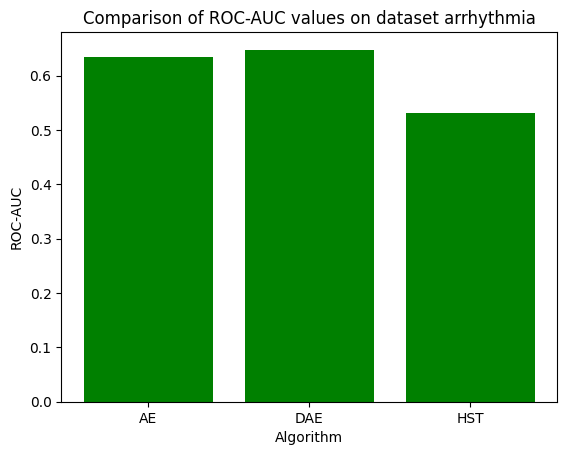 Comparison of ROC-AUC values on dataset arrhythmia
0.6
0.5
0.4
0.3
0.2
0.1
0.0
ROC-AUC
AE DAE HST
Algorithm